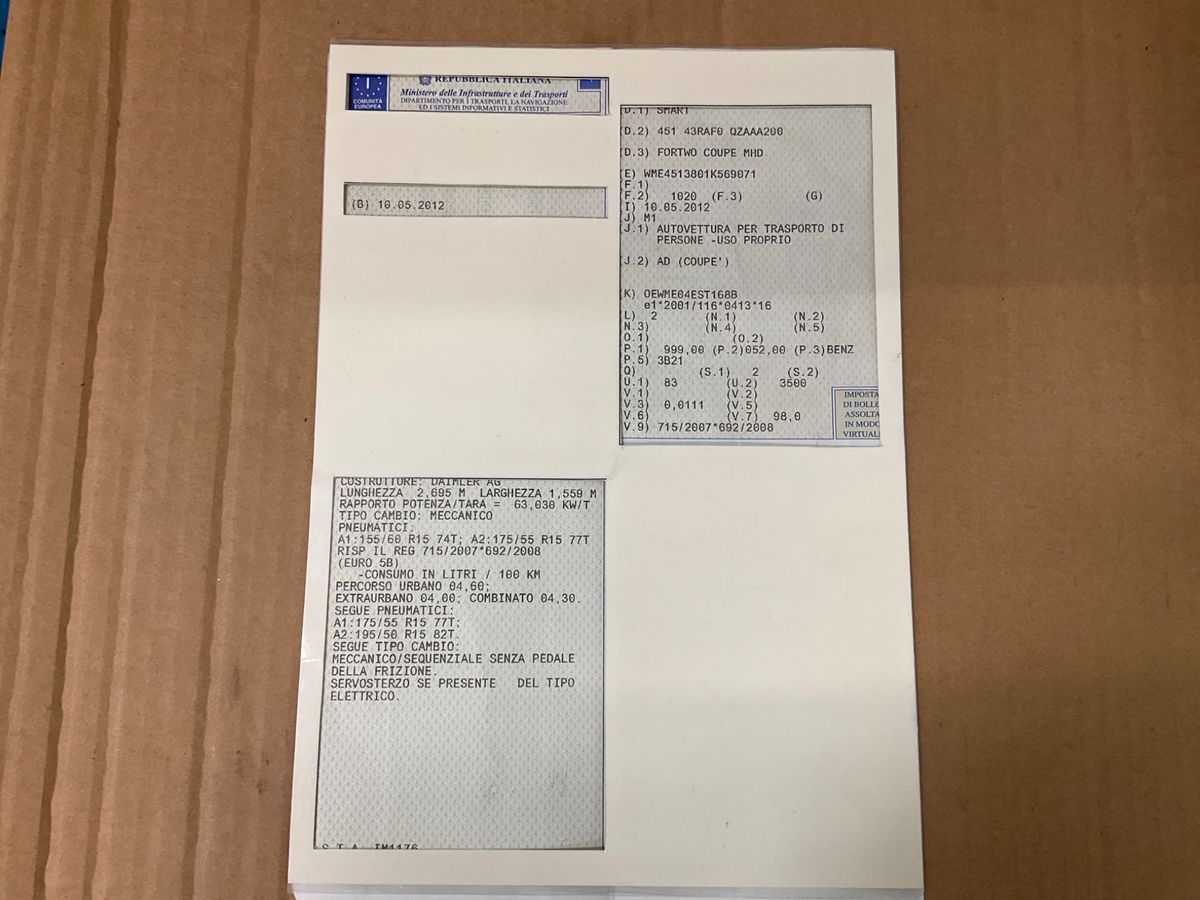 REPUBBLICA ITALIANA
Ministero delle Infrastrutture e dei Trasporti
DIPARTIMENTO PER I TRASPORTI, LA NAVIGAZIONE
ED I SISTEMI INFORMATIVI E STATISTICI
I
COMUNITÀ
EUROPEA
(B) 10.05.2012
(D.1) SMART
(D.2) 451 43RAF0 QZAAA200
(D.3) FORTWO COUPE MHD
(E) WME4513801K569071
(F.1)
(F.2) 1020 (F.3) (G)
(I) 10.05.2012
(J) M1
(J.1) AUTOVETTURA PER TRASPORTO DI
PERSONE -USO PROPRIO
(J.2) AD (COUPE')
(K) OEWME04EST168B
e1*2001/116*0413*16
(L) 2 (N.1) (N.2)
(N.3) (N.4) (N.5)
(O.1) (O.2)
(P.1) 999,00 (P.2)052,00 (P.3)BENZ
(P.5) 3B21
(Q) (S.1) 2 (S.2)
(U.1) 83 (U.2) 3500
(V.1) (V.2)
(V.3) 0,0111 (V.5)
(V.6) (V.7) 98,0
(V.9) 715/2007*692/2008
IMPOSTA
DI BOLLO
ASSOLTA
IN MODO
VIRTUAL
COSTRUTTORE: DAIMLER AG
LUNGHEZZA 2,695 M LARGHEZZA 1,559 M
RAPPORTO POTENZA/TARA = 63,030 KW/T
TIPO CAMBIO: MECCANICO
PNEUMATICI:
A1:155/60 R15 74T; A2:175/55 R15 77T
RISP IL REG 715/2007*692/2008
(EURO 5B)
-CONSUMO IN LITRI / 100 KM
PERCORSO URBANO 04,60;
EXTRAURBANO 04,00; COMBINATO 04,30.
SEGUE PNEUMATICI:
A1:175/55 R15 77T;
A2:195/50 R15 82T.
SEGUE TIPO CAMBIO:
MECCANICO/SEQUENZIALE SENZA PEDALE
DELLA FRIZIONE.
SERVOSTERZO SE PRESENTE DEL TIPO
ELETTRICO.
S.T.A. IM1176